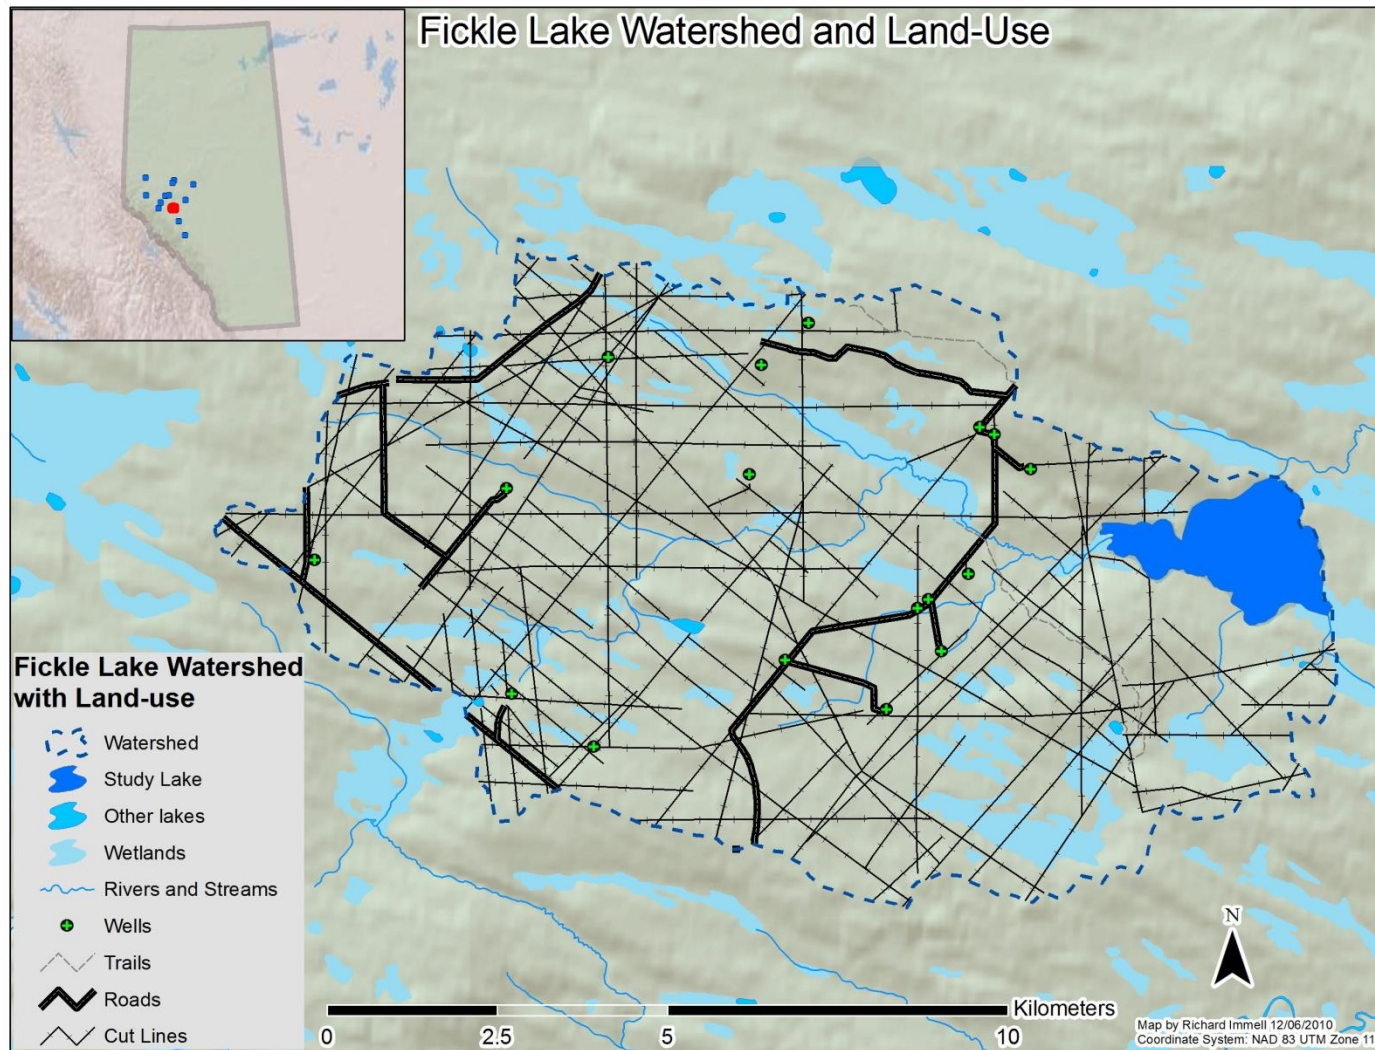 Fickle Lake Watershed and Land-Use
Fickle Lake Watershed
with Land-use
Watershed
Study Lake
Other lakes
Wetlands
Rivers and Streams
Wells
Trails
Roads
Cut Lines
N
Kilometers
0 2.5 5 10
Map by Richard Immell 12/06/2010
Coordinate System: NAD 83 UTM Zone 11